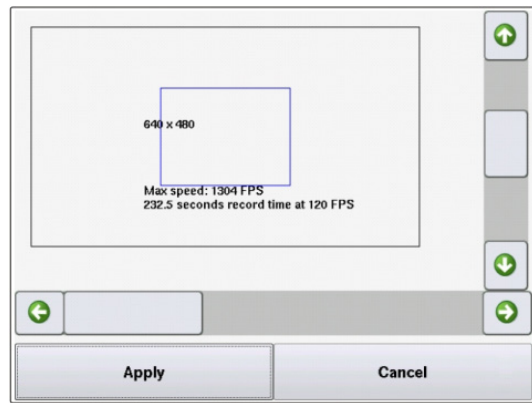 640 x 480
Max speed: 1304 FPS
232.5 seconds record time at 120 FPS
Apply
Cancel